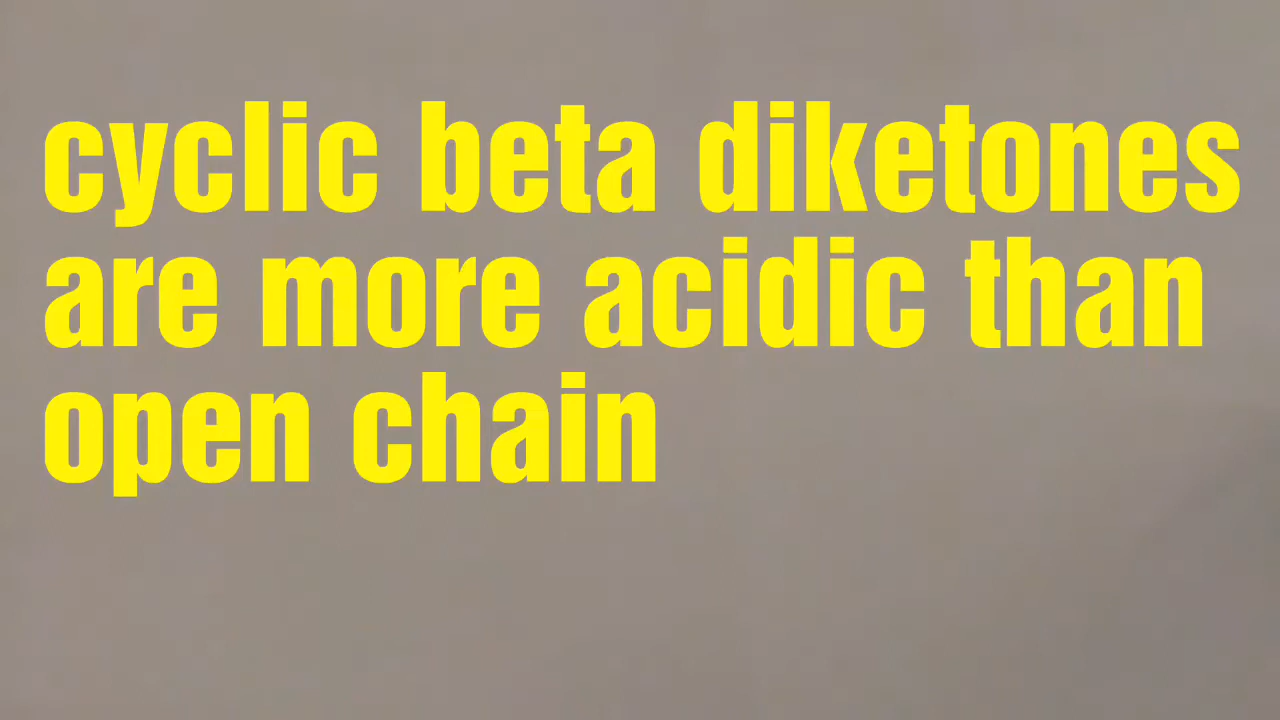 cyclic beta diketones
are more acidic than
open chain